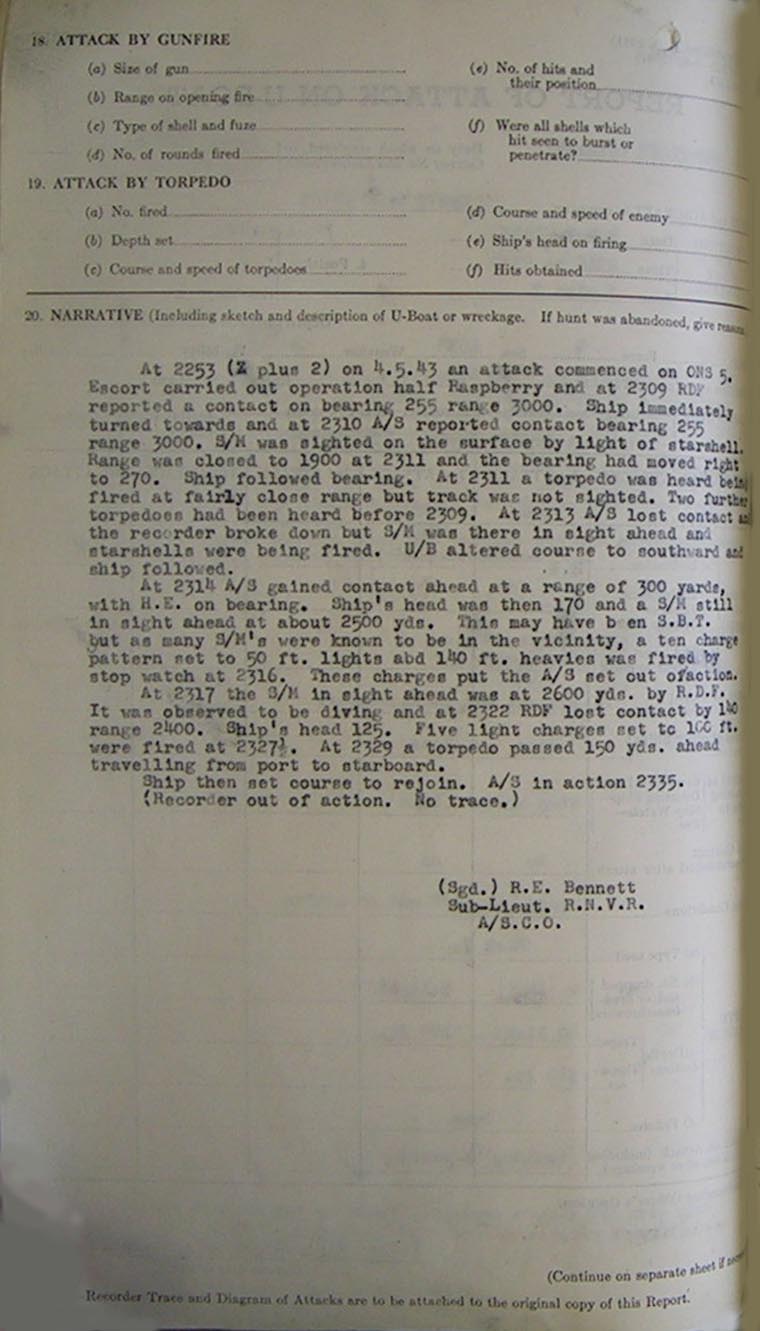 18. ATTACK BY GUNFIRE
(a) Size of gun
(b) Range on opening fire
(c) Type of shell and fuze
(d) No. of rounds fired
(e) No. of hits and
their position
(f) Were all shells which
hit seen to burst or
penetrate?
19. ATTACK BY TORPEDO
(a) No. fired
(b) Depth set
(c) Course and speed of torpedoes
(d) Course and speed of enemy
(e) Ship's head on firing
(f) Hits obtained
20. NARRATIVE (Including sketch and description of U-Boat or wreckage. If hunt was abandoned, give
At 2253 (Z plus 2) on 4.5.43 an attack commenced on ONS 5.
Escort carried out operation half Raspberry and at 2309 RDF
reported a contact on bearing 255 range 3000. Ship immediately
turned towards and at 2310 A/S reported contact bearing 255
range 3000. S/M was sighted on the surface by light of starshell.
Range was closed to 1900 at 2311 and the bearing had moved right
to 270. Ship followed bearing. At 2311 a torpedo was heard
fired at fairly close range but track was not sighted. Two further
torpedoes had been heard before 2309. At 2313 A/S lost contact
the recorder broke down but S/M was there in sight ahead and
starshells were being fired. U/B altered course to southward and
ship followed.
At 2314 A/S gained contact ahead at a range of 300 yards,
with H.E. on bearing. Ship's head was then 170 and a S/M still
in sight ahead at about 2500 yds. This may have b en S.B.T.
but as many S/M's were known to be in the vicinity, a ten charge
pattern set to 50 ft. lights abd 140 ft. heavies was fired by
stop watch at 2316. These charges put the A/S set out ofaction.
At 2317 the S/M in sight ahead was at 2600 yds. by R.D.F.
It was observed to be diving and at 2322 RDF lost contact by 140
range 2400. Ship's head 125. Five light charges set to 100 ft.
were fired at 2327½. At 2329 a torpedo passed 150 yds. ahead
travelling from port to starboard.
Ship then set course to rejoin. A/S in action 2335.
(Recorder out of action. No trace.)
(Sgd.) R.E. Bennett
Sub-Lieut. R.N.V.R.
A/S.C.O.
(Continue on separate sheet if
Recorder Trace and Diagram of Attacks are to be attached to the original copy of this Report.